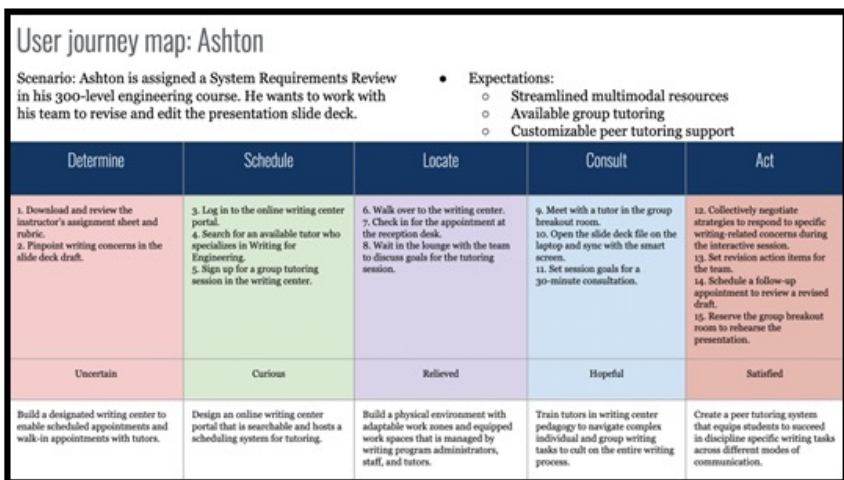 User journey map: Ashton
Scenario: Ashton is assigned a System Requirements Review
in his 300-level engineering course. He wants to work with
his team to revise and edit the presentation slide deck.
● Expectations:
○ Streamlined multimodal resources
○ Available group tutoring
○ Customizable peer tutoring support
Determine
Schedule
Locate
Consult
Act
1. Download and review the
instructor's assignment sheet and
rubric.
2. Pinpoint writing concerns in the
slide deck draft.
3. Log in to the online writing center
portal.
4. Search for an available tutor who
specializes in Writing for
Engineering.
5. Sign up for a group tutoring
session in the writing center.
6. Walk over to the writing center.
7. Check in for the appointment at
the reception desk.
8. Wait in the lounge with the team
to discuss goals for the tutoring
session.
9. Meet with a tutor in the group
breakout room.
10. Open the slide deck file on the
laptop and sync with the smart
screen.
11. Set session goals for a
30-minute consultation.
12. Collectively negotiate
strategies to respond to specific
writing-related concerns during
the interactive session.
13. Set revision action items for
the team.
14. Schedule a follow-up
appointment to review a revised
draft.
15. Reserve the group breakout
room to rehearse the
presentation.
Uncertain
Curious
Relieved
Hopeful
Satisfied
Build a designated writing center to
enable scheduled appointments and
walk-in appointments with tutors.
Design an online writing center
portal that is searchable and hosts a
scheduling system for tutoring.
Build a physical environment with
adaptable work zones and equipped
work spaces that is managed by
writing program administrators,
staff, and tutors.
Train tutors in writing center
pedagogy to navigate complex
individual and group writing
tasks to cult on the entire writing
process.
Create a peer tutoring system
that equips students to succeed
in discipline specific writing tasks
across different modes of
communication.